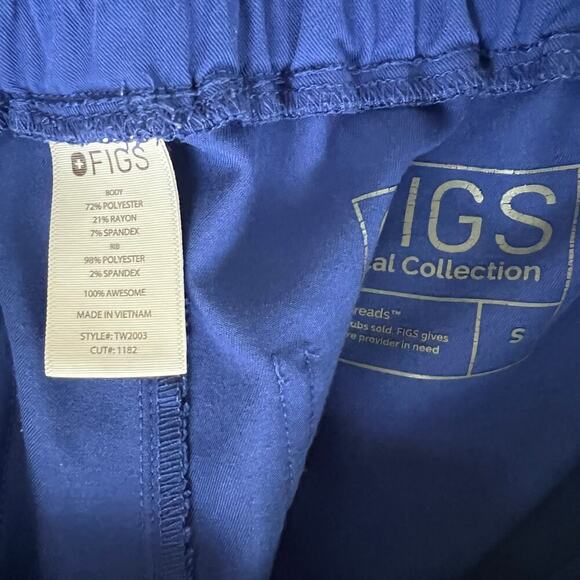 FIGS
BODY
72% POLYESTER
21% RAYON
7% SPANDEX
RIB
98% POLYESTER
2% SPANDEX
100% AWESOME
MADE IN VIETNAM
STYLE#: TW2003
CUT#: 1182
IGS
al Collection
reads™
ubs sold, FIGS gives
re provider in need
S